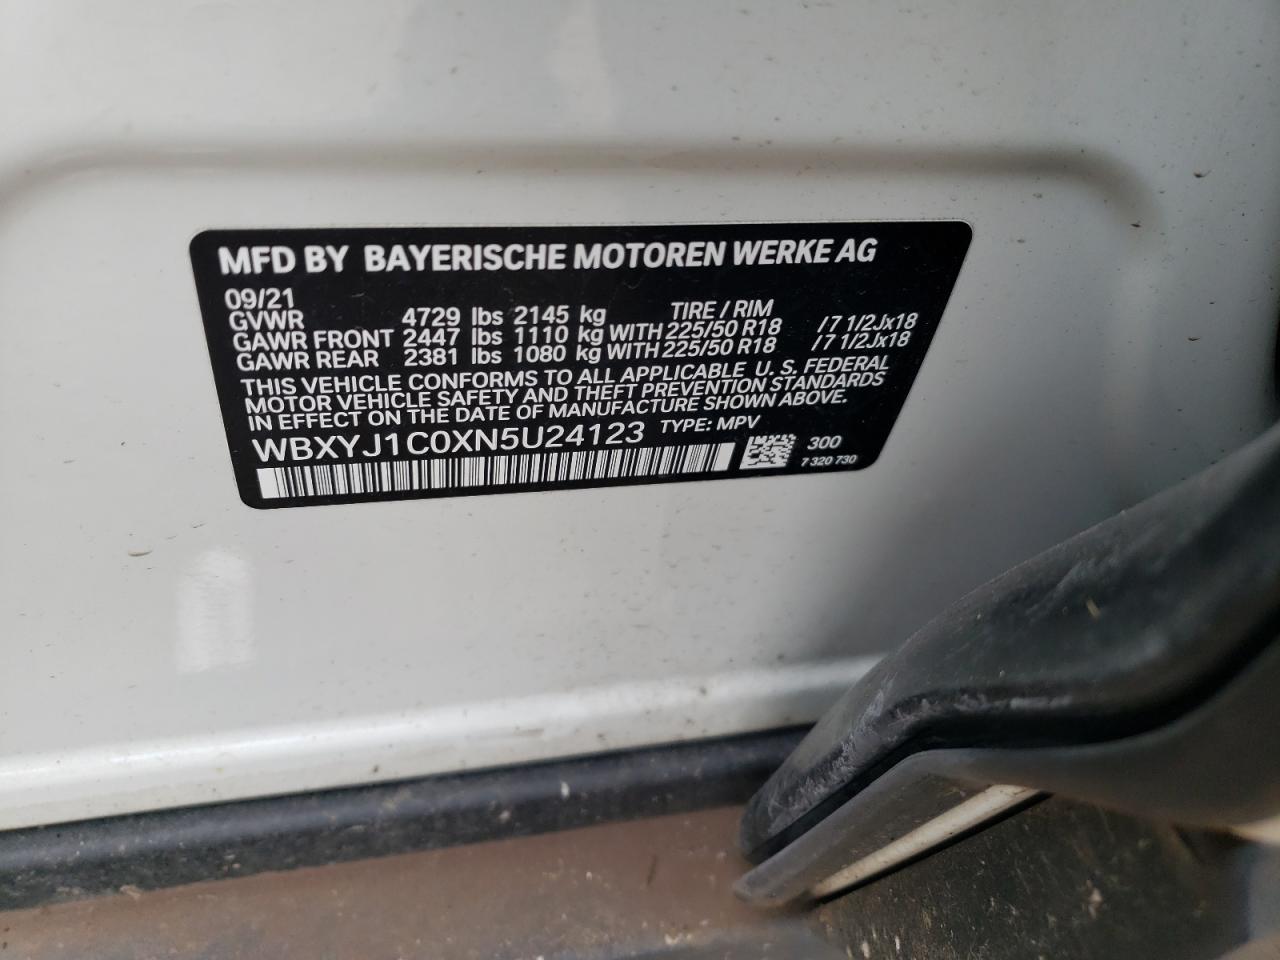 MFD BY BAYERISCHE MOTOREN WERKE AG
09/21
GVWR 4729 lbs 2145 kg TIRE / RIM
GAWR FRONT 2447 lbs 1110 kg WITH 225/50 R18 /7 1/2Jx18
GAWR REAR 2381 lbs 1080 kg WITH 225/50 R18 /7 1/2Jx18
THIS VEHICLE CONFORMS TO ALL APPLICABLE U. S. FEDERAL
MOTOR VEHICLE SAFETY AND THEFT PREVENTION STANDARDS
IN EFFECT ON THE DATE OF MANUFACTURE SHOWN ABOVE.
WBXYJ1C0XN5U24123 TYPE: MPV
300
7 320 730